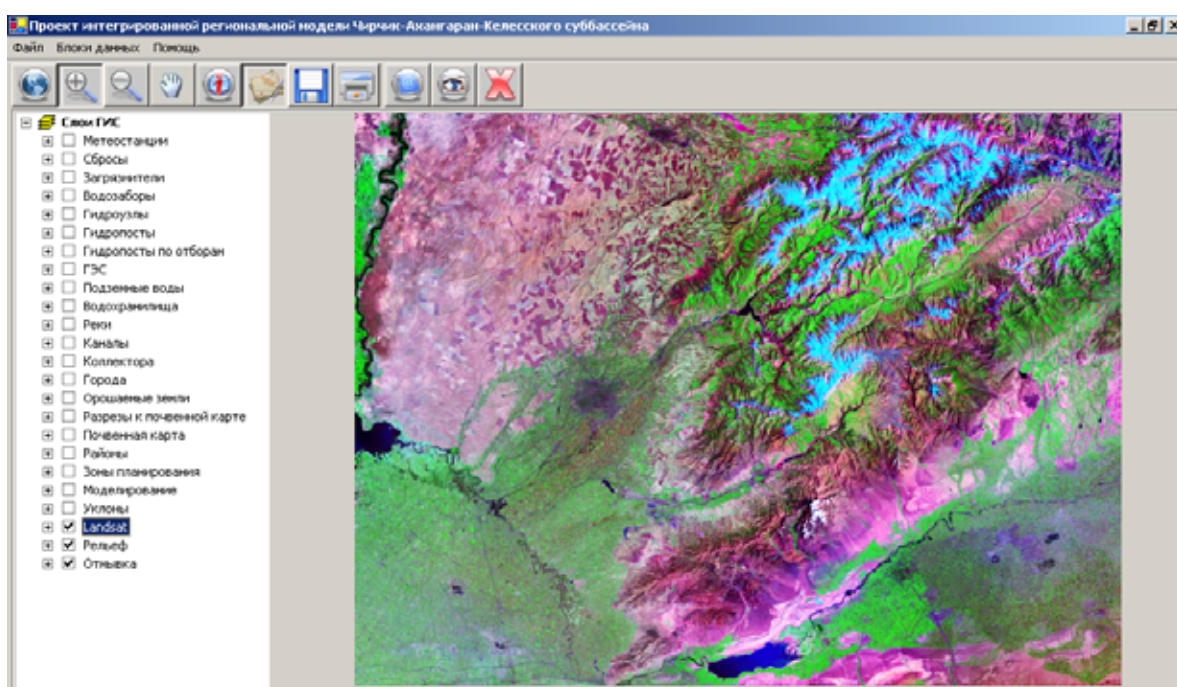 Проект интегрированной региональной модели Чирчик-Ахангаран-Келесского суббассейна
Файл Блоки данных Помощь
Слои ГИС
Метеостанции
Сбросы
Загрязнители
Водозаборы
Гидроузлы
Гидропосты
Гидропосты по отборам
ГЭС
Подземные воды
Водохранилища
Реки
Каналы
Коллектора
Города
Орошаемые земли
Разрезы к почвенной карте
Почвенная карта
Районы
Зоны планирования
Моделирование
Уклоны
Landsat
Рельеф
Отмывка